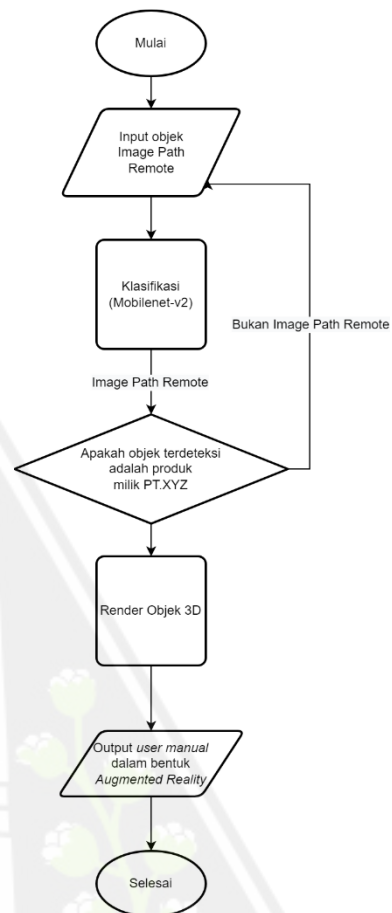 Mulai
Input objek
Image Path
Remote
Klasifikasi
(Mobilenet-v2)
Bukan Image Path Remote
Image Path Remote
Apakah objek terdeteksi
adalah produk
milik PT.XYZ
Render Objek 3D
Output user manual
dalam bentuk
Augmented Reality
Selesai